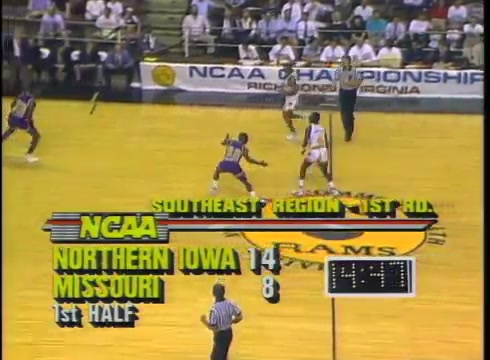 NCAA CHAMPIONSHIP
RICHMOND, VIRGINIA
SOUTHEAST REGION - 1ST RD.
NCAA
NORTHERN IOWA 14
MISSOURI 8
1st HALF
14:47
RAMS